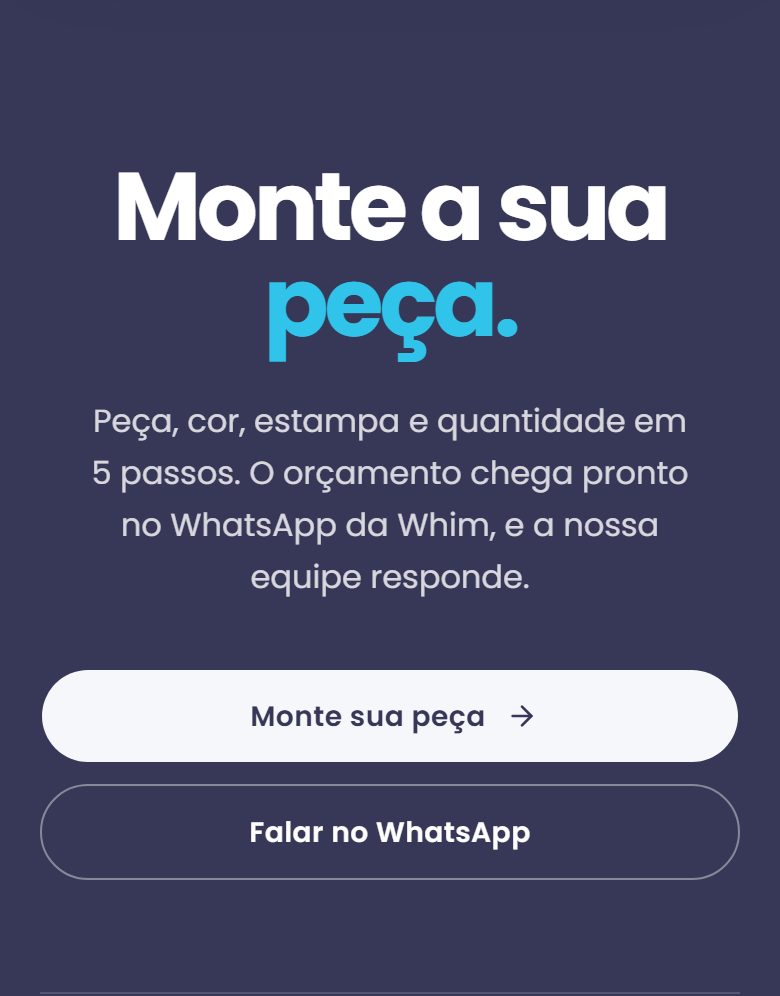 Monte a sua
peça.
Peça, cor, estampa e quantidade em
5 passos. O orçamento chega pronto
no WhatsApp da Whim, e a nossa
equipe responde.
Monte sua peça →
Falar no WhatsApp